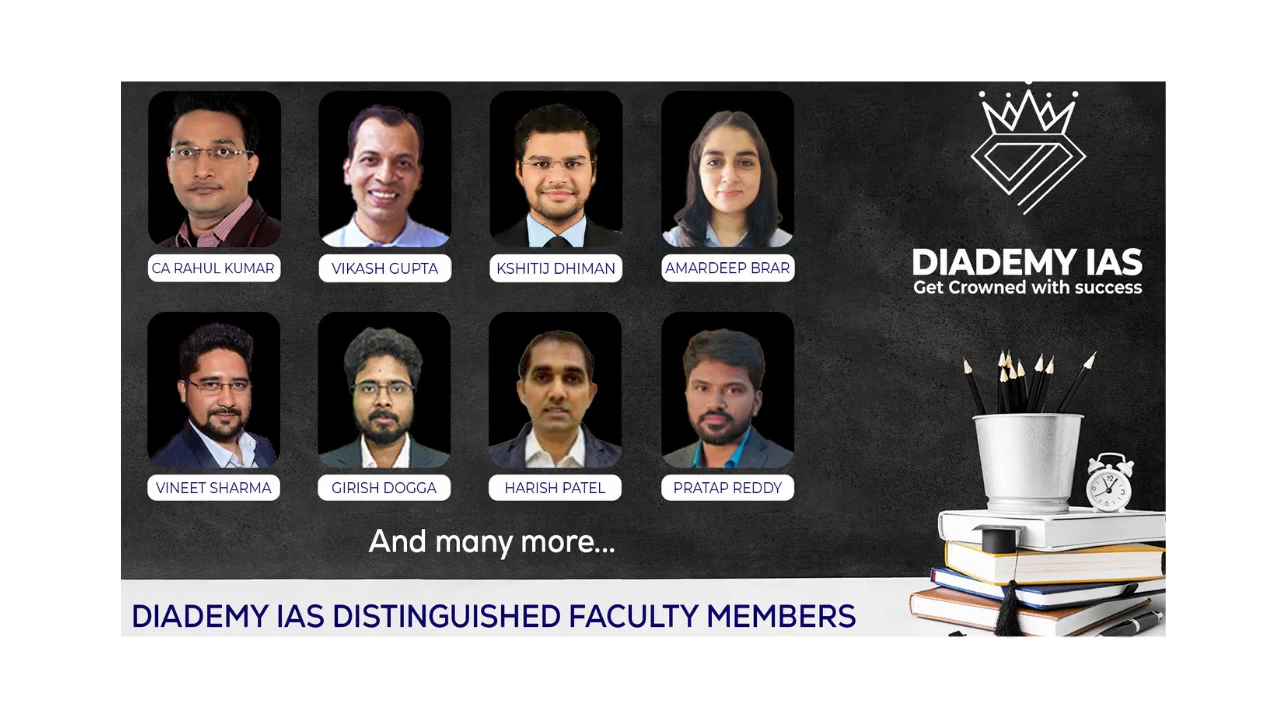 CA RAHUL KUMAR
VIKASH GUPTA
KSHITIJ DHIMAN
AMARDEEP BRAR
DIADEMY IAS
Get Crowned with success
VINEET SHARMA
GIRISH DOGGA
HARISH PATEL
PRATAP REDDY
And many more...
DIADEMY IAS DISTINGUISHED FACULTY MEMBERS